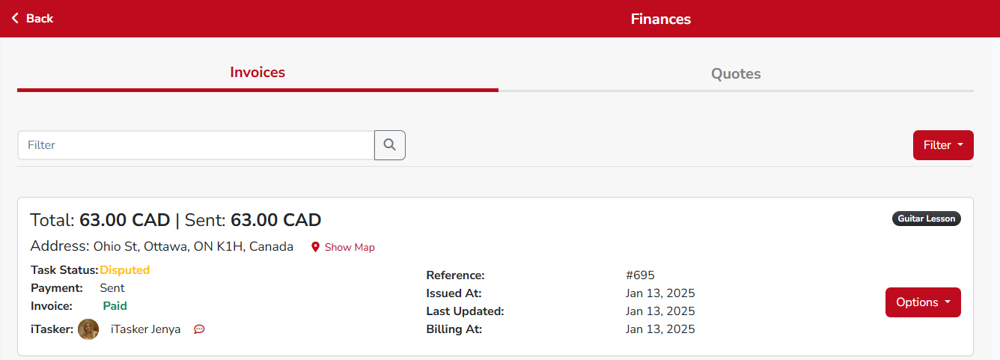 Back
Finances
Invoices
Quotes
Filter
Filter
Total: 63.00 CAD | Sent: 63.00 CAD
Guitar Lesson
Address: Ohio St, Ottawa, ON K1H, Canada Show Map
Task Status: Disputed
Payment: Sent
Invoice: Paid
iTasker: iTasker Jenya
Reference: #695
Issued At: Jan 13, 2025
Last Updated: Jan 13, 2025
Billing At: Jan 13, 2025
Options